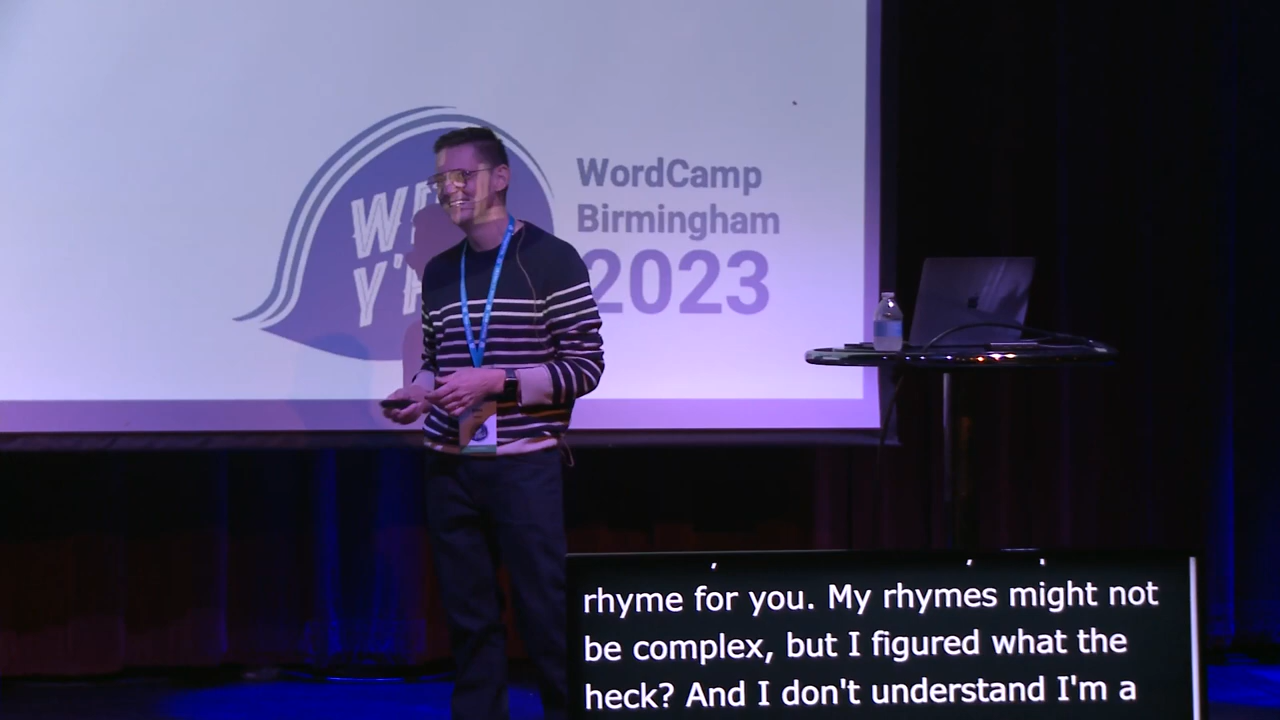 WordCamp
Birmingham
2023
rhyme for you. My rhymes might not
be complex, but I figured what the
heck? And I don't understand I'm a